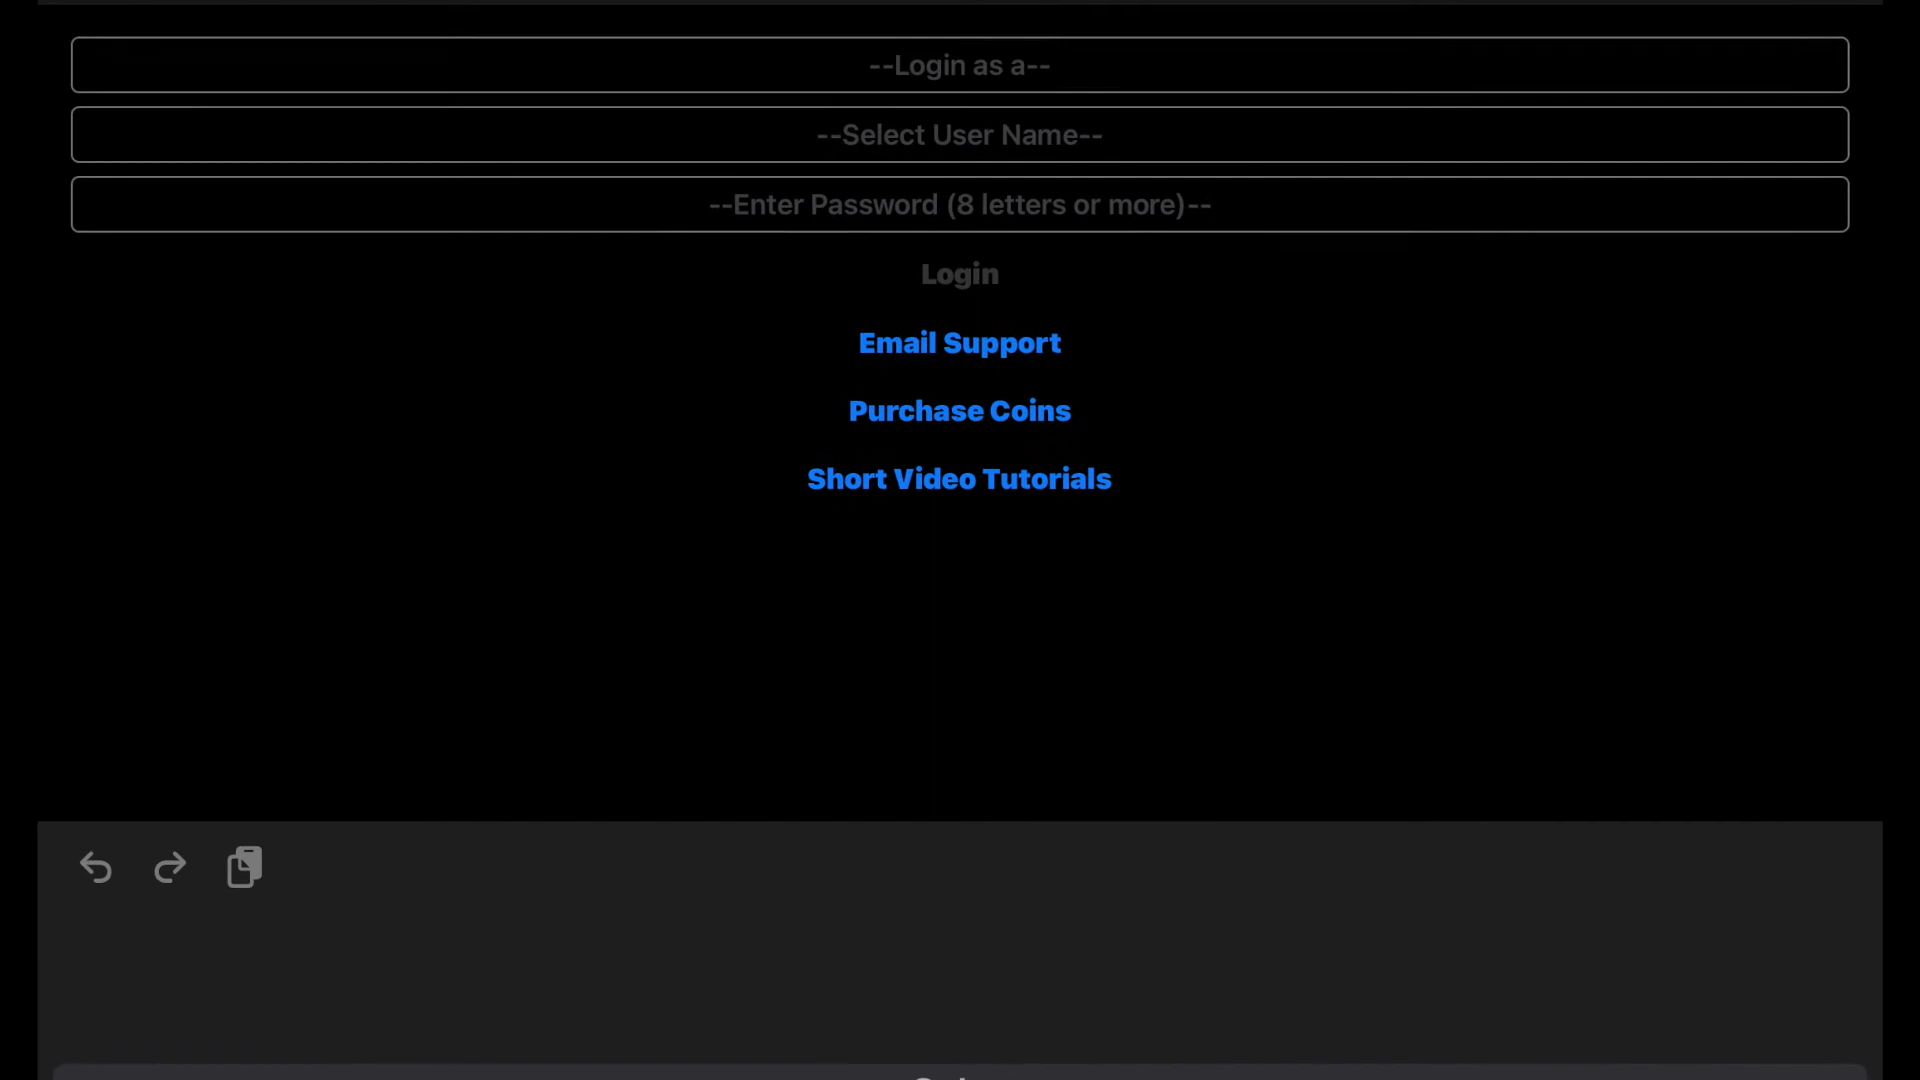 --Login as a--
--Select User Name--
--Enter Password (8 letters or more)--
Login
Email Support
Purchase Coins
Short Video Tutorials